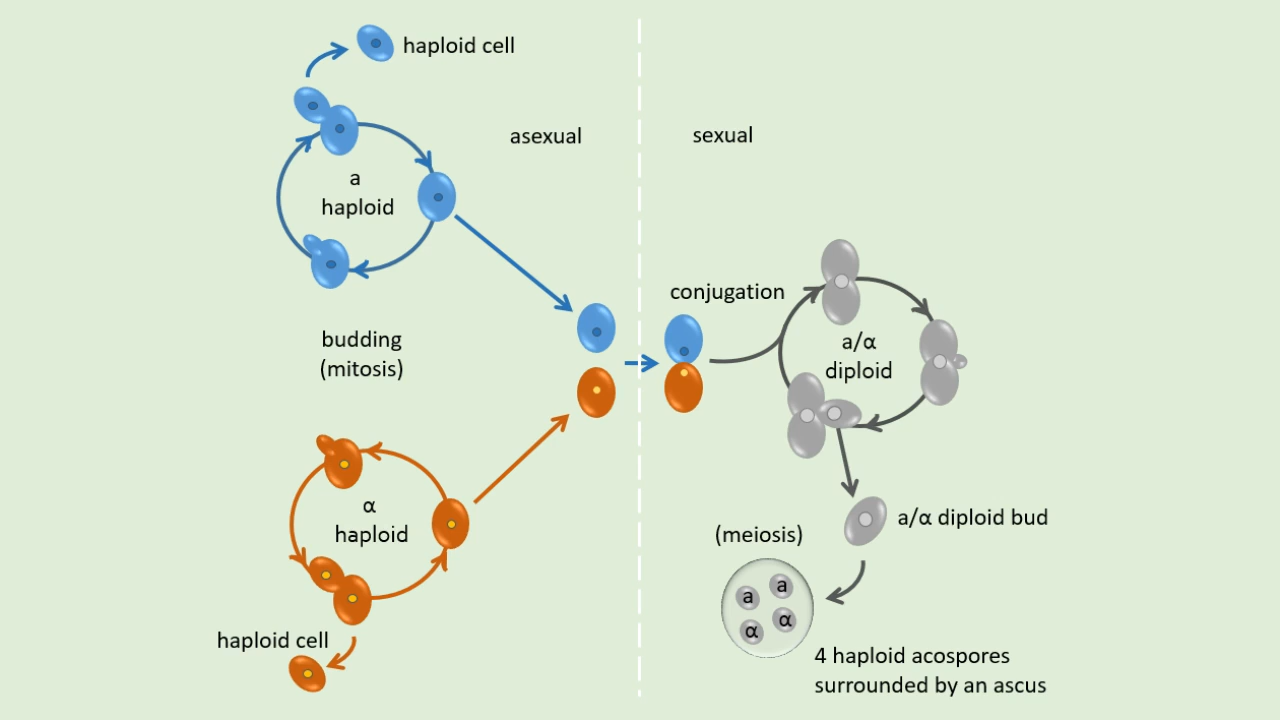 haploid cell
asexual
sexual
a
haploid
conjugation
budding
(mitosis)
a/α
diploid
α
haploid
a/α diploid bud
(meiosis)
a
a
α
α
haploid cell
4 haploid acospores
surrounded by an ascus